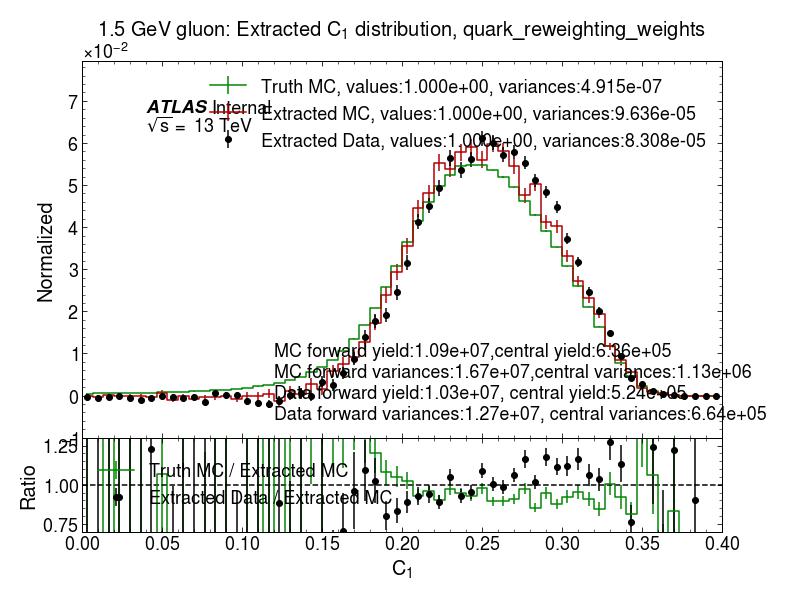 1.5 GeV gluon: Extracted C₁ distribution, quark_reweighting_weights
×10⁻²
Truth MC, values:1.000e+00, variances:4.915e-07
ATLAS Internal
Extracted MC, values:1.000e+00, variances:9.636e-05
√s = 13 TeV
Extracted Data, values:1.000e+00, variances:8.308e-05
7
6
5
4
3
2
1
0
Normalized
MC forward yield:1.09e+07,central yield:6.36e+05
MC forward variances:1.67e+07,central variances:1.13e+06
Data forward yield:1.03e+07, central yield:5.24e+05
Data forward variances:1.27e+07, central variances:6.64e+05
1.25
1.00
0.75
Ratio
Truth MC / Extracted MC
Extracted Data / Extracted MC
0.00 0.05 0.10 0.15 0.20 0.25 0.30 0.35 0.40
C₁